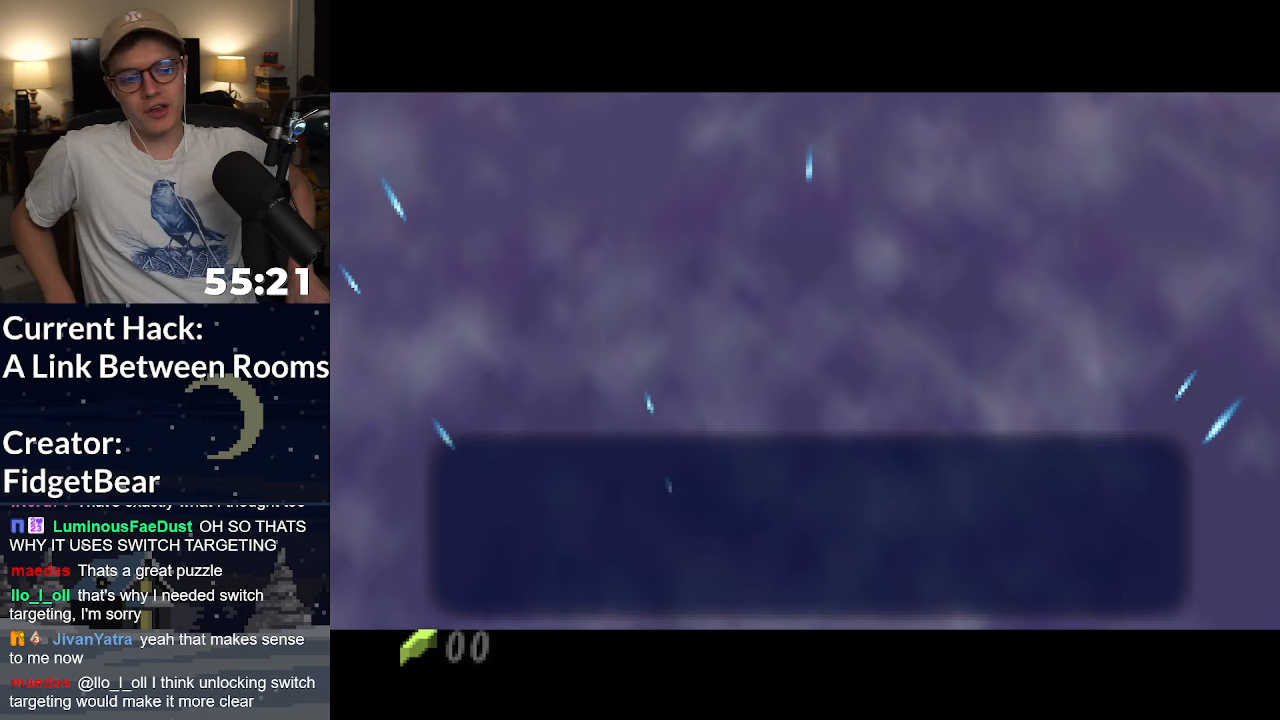 55:21
Current Hack:
A Link Between Rooms
Creator:
FidgetBear
LuminousFaeDust OH SO THATS
WHY IT USES SWITCH TARGETING
maedas Thats a great puzzle
llo_l_oll that's why I needed switch
targeting, I'm sorry
JivanYatra yeah that makes sense
to me now
maedas @llo_l_oll I think unlocking switch
targeting would make it more clear
00